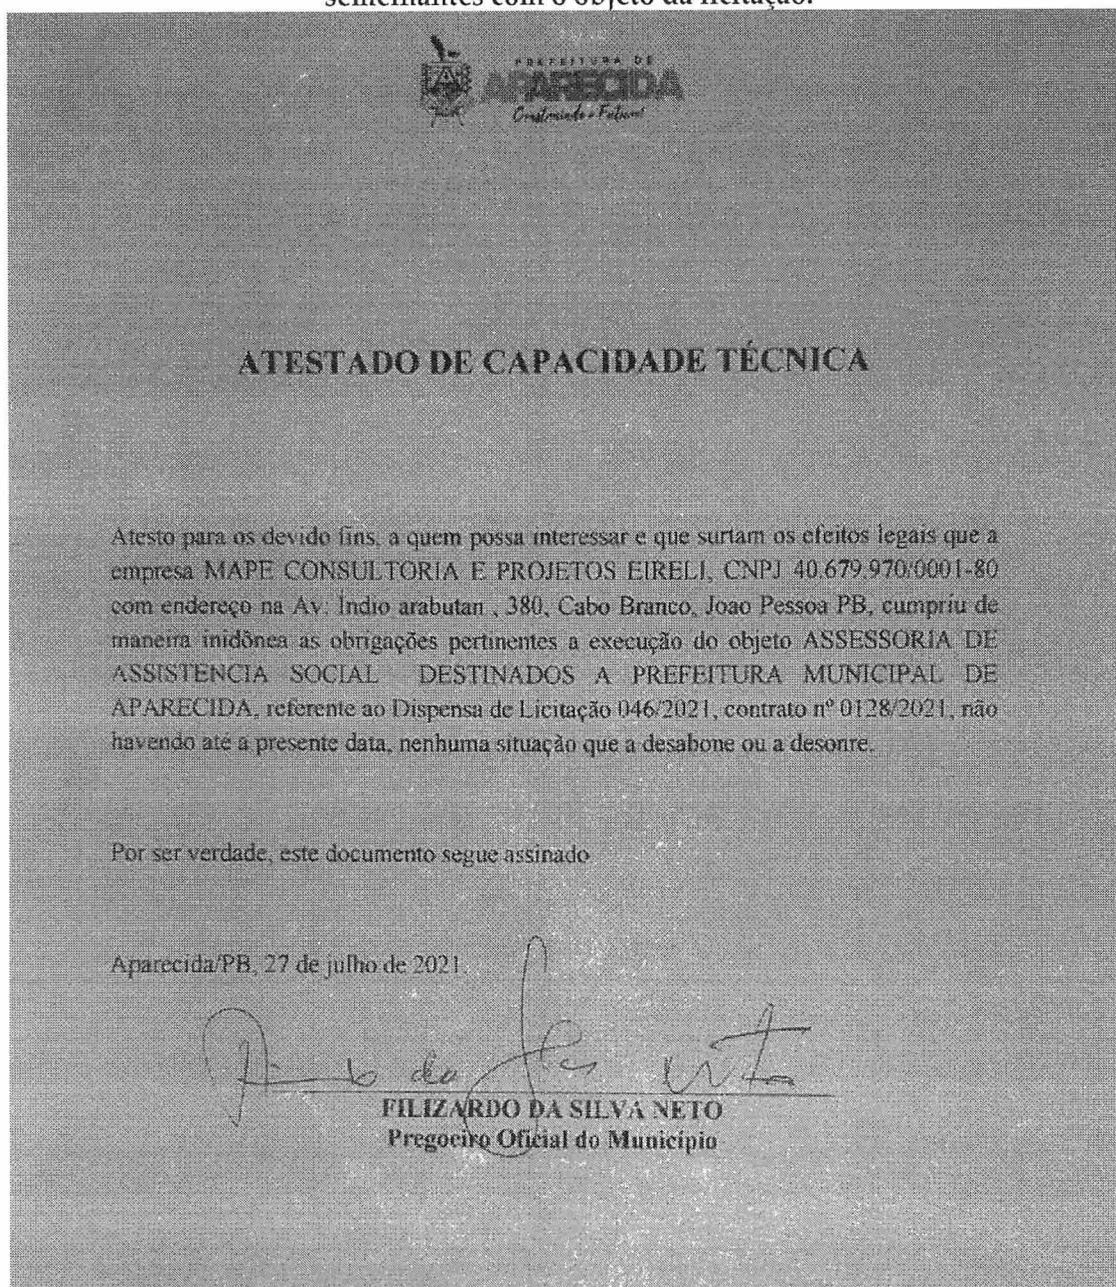 semelhantes com o objeto da licitação.
PREFEITURA DE
APARECIDA
Construindo o Futuro!
ATESTADO DE CAPACIDADE TÉCNICA
Atesto para os devido fins, a quem possa interessar e que surtam os efeitos legais que a
empresa MAPE CONSULTORIA E PROJETOS EIRELI, CNPJ 40.679.970/0001-80
com endereço na Av: Indio arabutan , 380, Cabo Branco, Joao Pessoa PB, cumpriu de
maneira inidônea as obrigações pertinentes a execução do objeto ASSESSORIA DE
ASSISTENCIA SOCIAL DESTINADOS A PREFEITURA MUNICIPAL DE
APARECIDA, referente ao Dispensa de Licitação 046/2021, contrato nº 0128/2021, não
havendo até a presente data, nenhuma situação que a desabone ou a desonre.
Por ser verdade, este documento segue assinado
Aparecida/PB, 27 de julho de 2021.
FILIZARDO DA SILVA NETO
Pregoeiro Oficial do Município